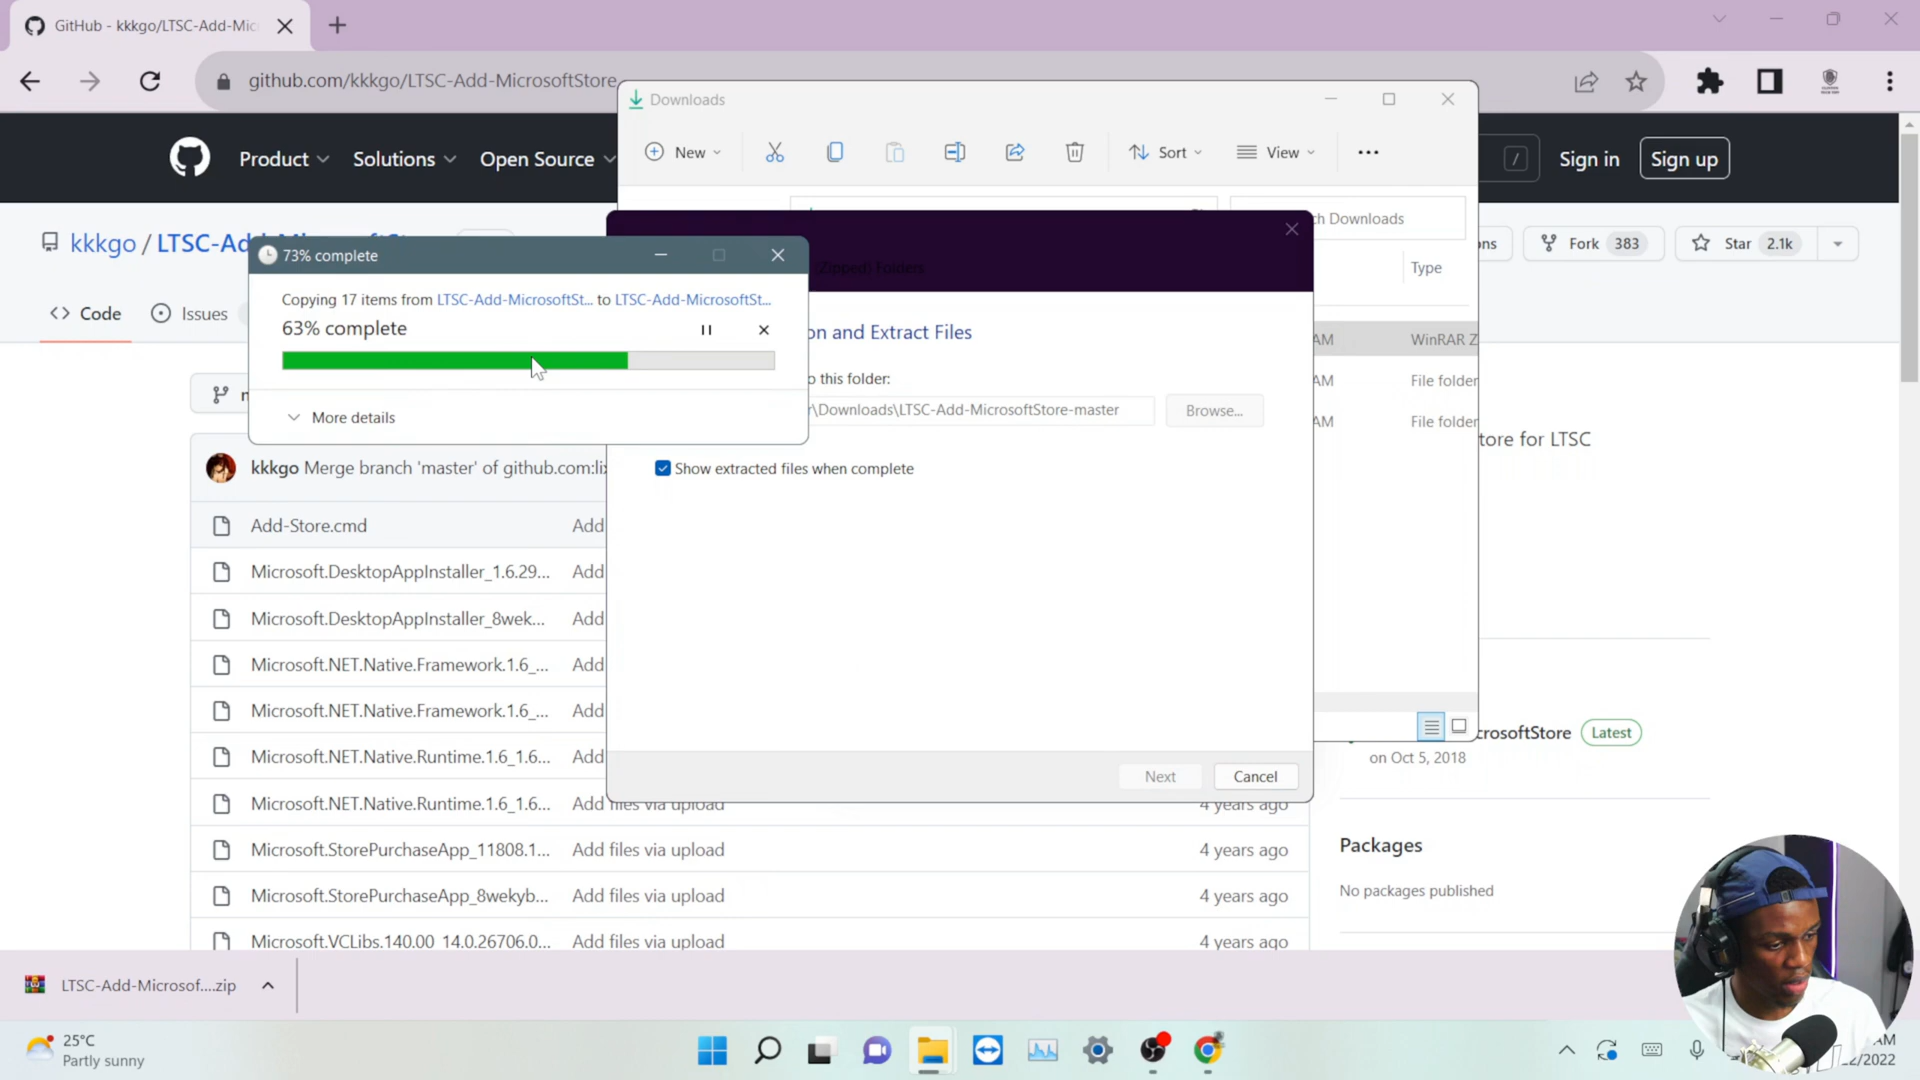 GitHub - kkkgo/LTSC-Add-Mic
github.com/kkkgo/LTSC-Add-MicrosoftStore
Downloads
New
Sort
View
Product
Solutions
Open Source
/
Sign in
Sign up
Downloads
kkkgo / LTSC-Ad
Fork 383
Star 2.1k
(Zipped) Folders
Type
73% complete
Copying 17 items from LTSC-Add-MicrosoftSt... to LTSC-Add-MicrosoftSt...
63% complete
More details
Code
Issues
on and Extract Files
o this folder:
r\Downloads\LTSC-Add-MicrosoftStore-master
Browse...
Show extracted files when complete
Next
Cancel
AM
WinRAR Z
AM
File folder
AM
File folder
tore for LTSC
kkkgo Merge branch 'master' of github.com:li
Add-Store.cmd
Add
Microsoft.DesktopAppInstaller_1.6.29...
Add
Microsoft.DesktopAppInstaller_8wek...
Add
Microsoft.NET.Native.Framework.1.6_...
Add
Microsoft.NET.Native.Framework.1.6_...
Add
Microsoft.NET.Native.Runtime.1.6_1.6...
Add
Microsoft.NET.Native.Runtime.1.6_1.6...
Add files via upload
4 years ago
Microsoft.StorePurchaseApp_11808.1...
Add files via upload
4 years ago
Microsoft.StorePurchaseApp_8wekyb...
Add files via upload
4 years ago
Microsoft.VCLibs.140.00_14.0.26706.0...
Add files via upload
4 years ago
crosoftStore
Latest
on Oct 5, 2018
Packages
No packages published
LTSC-Add-Microsof....zip
25°C
Partly sunny
AM
2/2022